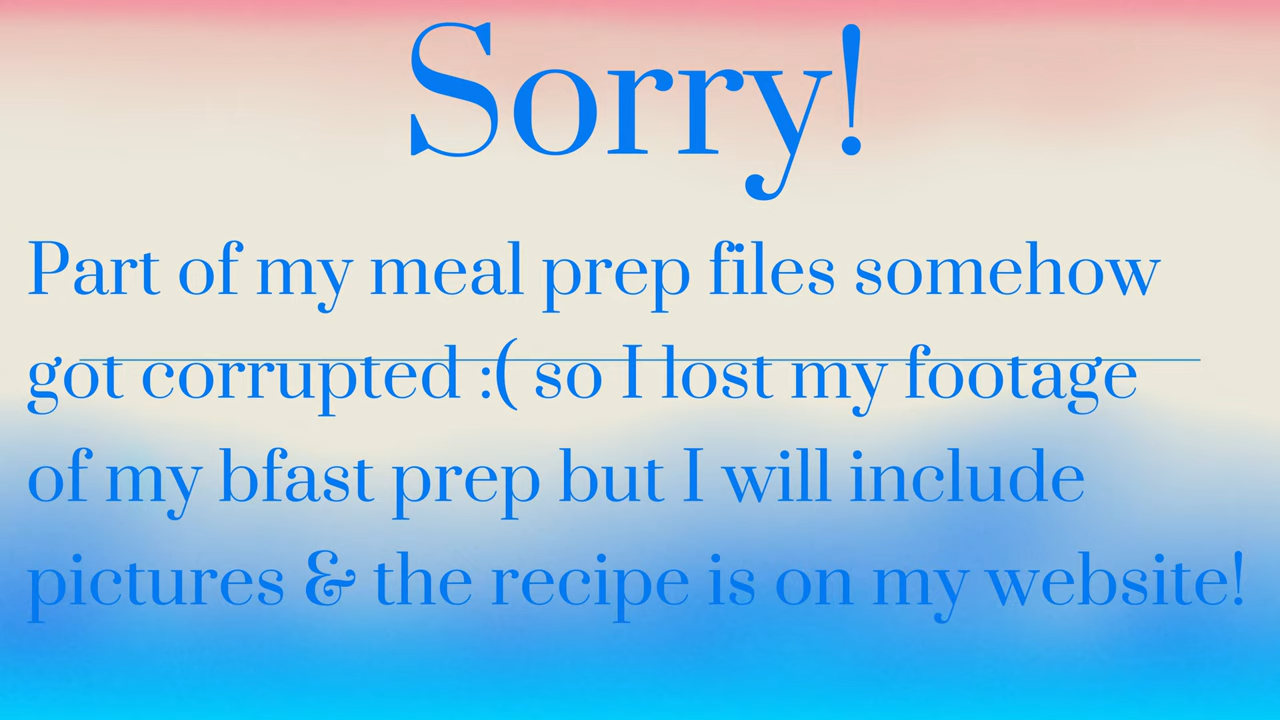 Sorry!
Part of my meal prep files somehow
got corrupted :( so I lost my footage
of my bfast prep but I will include
pictures & the recipe is on my website!